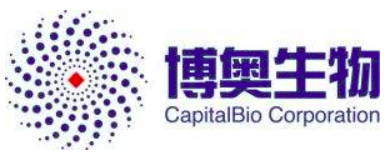 博奥生物
CapitalBio Corporation